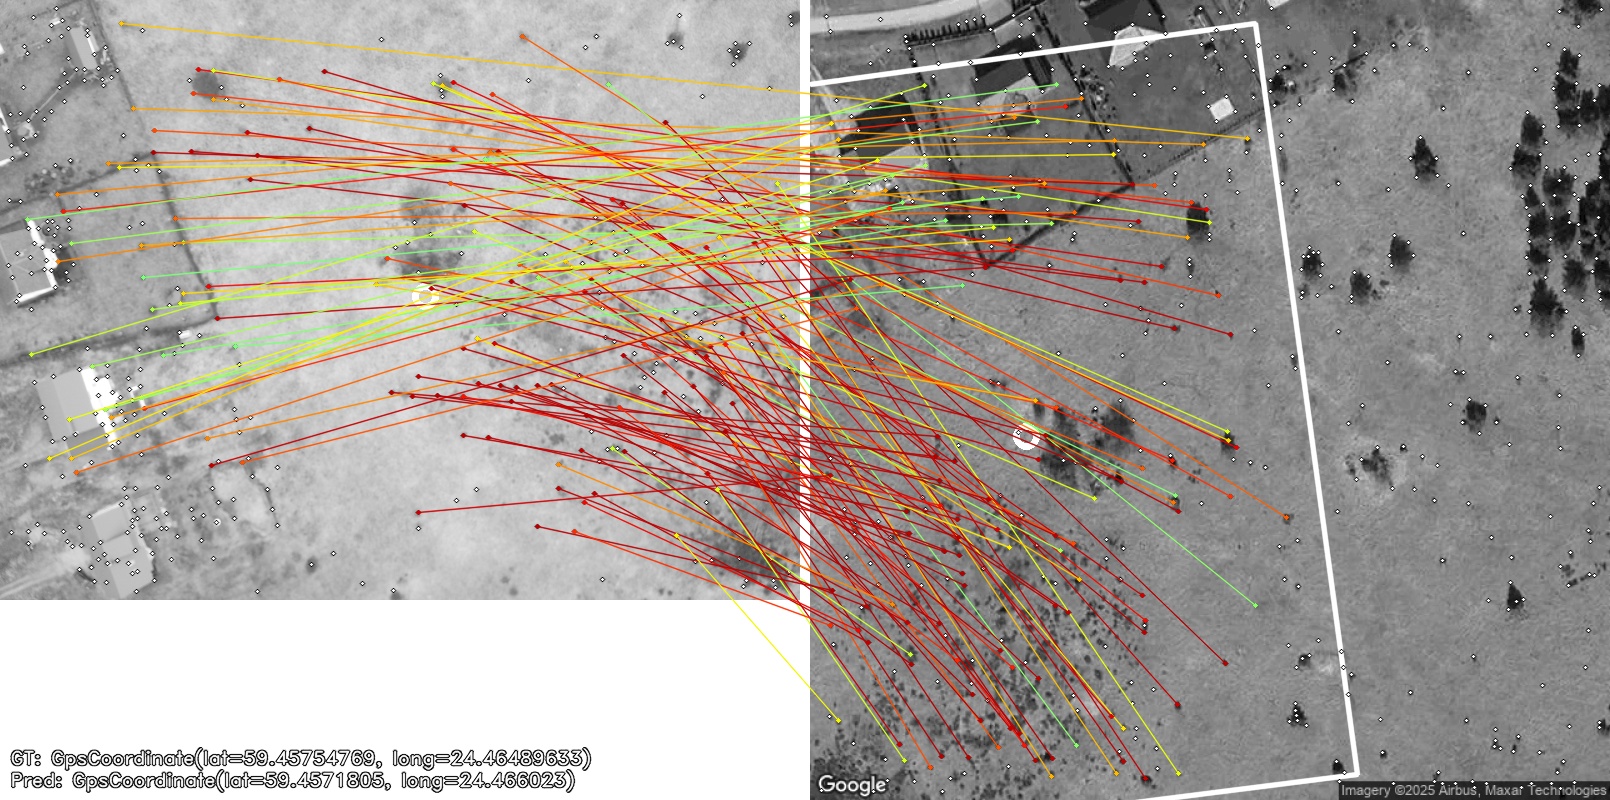 GT: GpsCoordinate(lat=59.45754769, long=24.46489633)
Pred: GpsCoordinate(lat=59.4571805, long=24.466023)
Google
Imagery ©2025 Airbus, Maxar Technologies